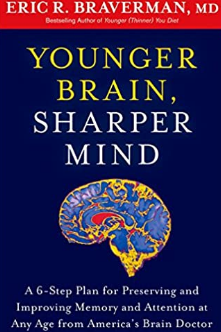 ERIC R. BRAVERMAN, MD
Bestselling Author of Younger (Thinner) You Diet
YOUNGER
BRAIN,
SHARPER
MIND
A 6-Step Plan for Preserving and
Improving Memory and Attention at
Any Age from America's Brain Doctor